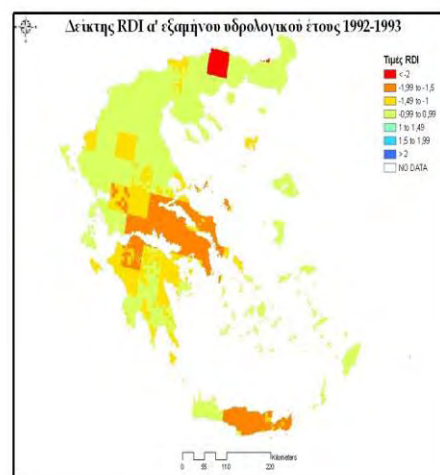 Δείκτης RDI α' εξαμήνου υδρολογικού έτους 1992-1993
Τιμές RDI
< -2
-1,99 to -1,5
-1,49 to -1
-0,99 to 0,99
1 to 1,49
1,5 to 1,99
> 2
NO DATA
Kilometers
0 55 110 220